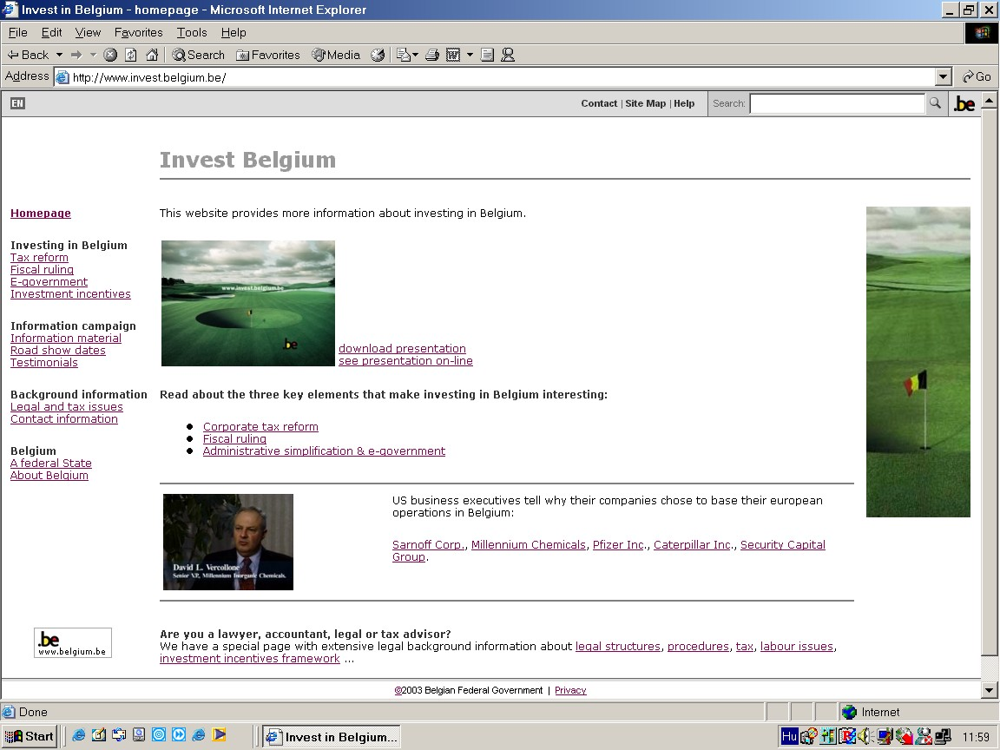 Invest in Belgium - homepage - Microsoft Internet Explorer
File Edit View Favorites Tools Help
Back Search Favorites Media
Address http://www.invest.belgium.be/ Go
EN Contact | Site Map | Help Search: .be
Invest Belgium
Homepage
Investing in Belgium
Tax reform
Fiscal ruling
E-government
Investment incentives
Information campaign
Information material
Road show dates
Testimonials
Background information
Legal and tax issues
Contact information
Belgium
A federal State
About Belgium
.be
www.belgium.be
This website provides more information about investing in Belgium.
www.invest.belgium.be
.be
download presentation
see presentation on-line
Read about the three key elements that make investing in Belgium interesting:
Corporate tax reform
Fiscal ruling
Administrative simplification & e-government
David L. Vercollone
Senior V.P., Millennium Inorganic Chemicals.
US business executives tell why their companies chose to base their european
operations in Belgium:
Sarnoff Corp., Millennium Chemicals, Pfizer Inc., Caterpillar Inc., Security Capital
Group.
Are you a lawyer, accountant, legal or tax advisor?
We have a special page with extensive legal background information about legal structures, procedures, tax, labour issues,
investment incentives framework ...
©2003 Belgian Federal Government | Privacy
Done Internet
Start Invest in Belgium... Hu 11:59